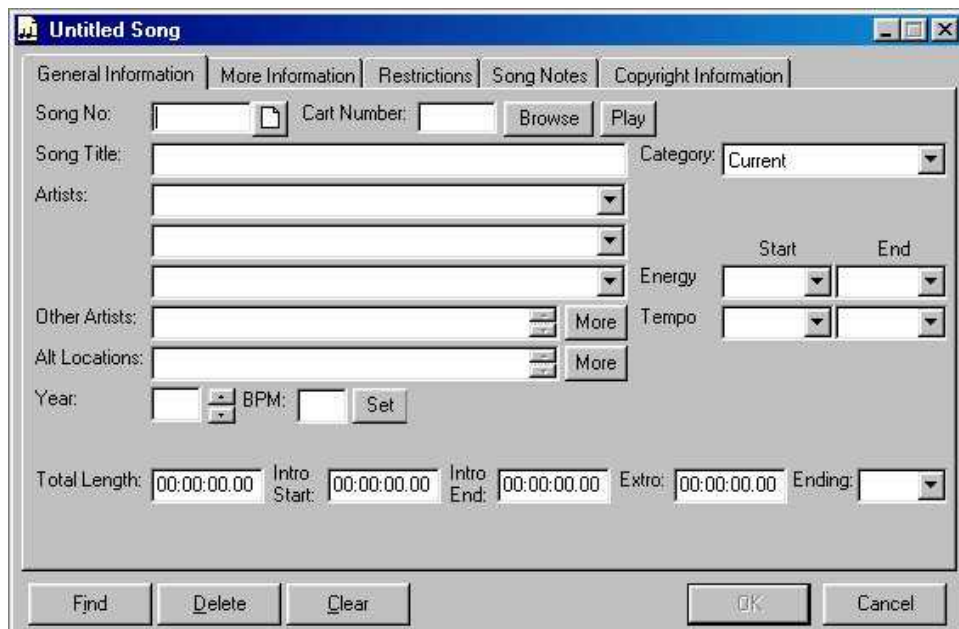 Untitled Song
General Information More Information Restrictions Song Notes Copyright Information
Song No: Cart Number: Browse Play
Song Title: Category: Current
Artists:
Start End
Energy
Other Artists: More Tempo
Alt Locations: More
Year: BPM: Set
Total Length: 00:00:00.00 Intro Start: 00:00:00.00 Intro End: 00:00:00.00 Extro: 00:00:00.00 Ending:
Find Delete Clear OK Cancel